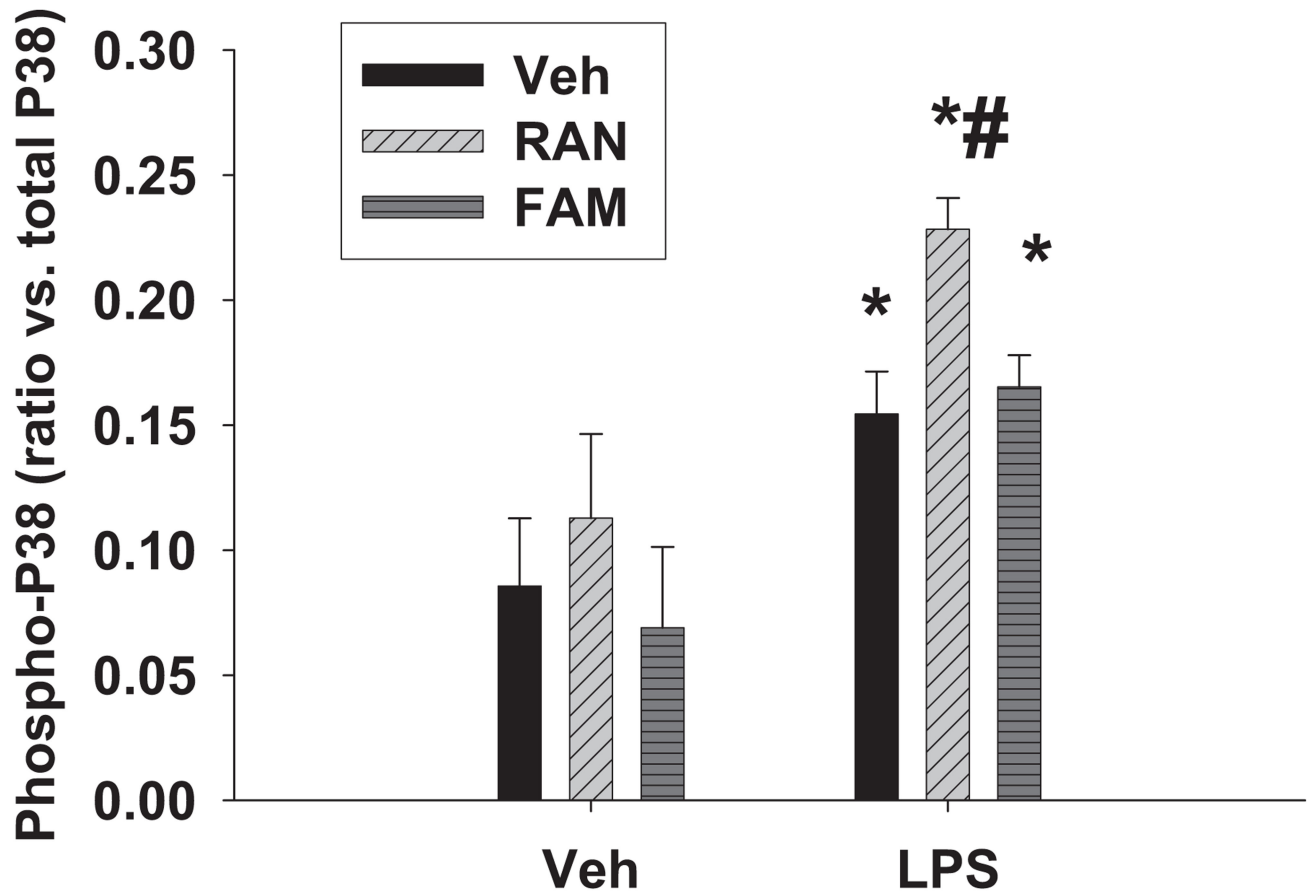 Phospho-P38 (ratio vs. total P38)
0.30
0.25
0.20
0.15
0.10
0.05
0.00
Veh
RAN
FAM
*
*#
*
Veh
LPS